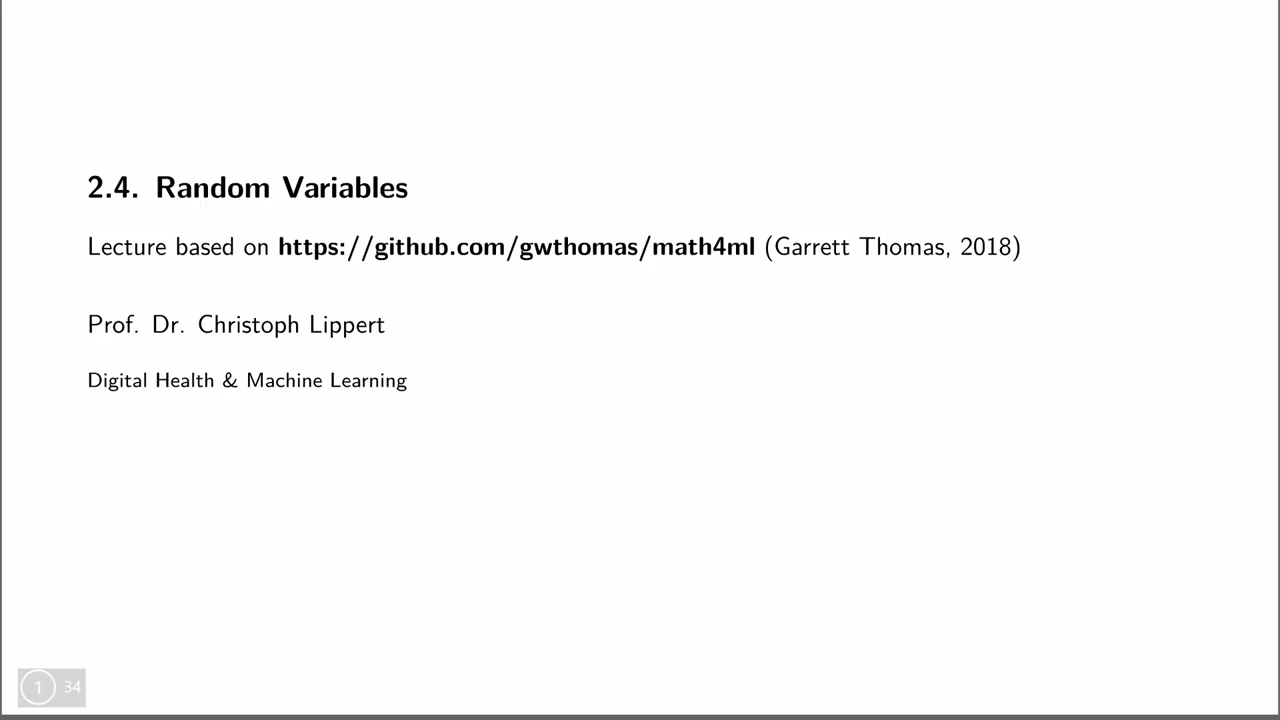 2.4. Random Variables
Lecture based on https://github.com/gwthomas/math4ml (Garrett Thomas, 2018)
Prof. Dr. Christoph Lippert
Digital Health & Machine Learning
1 34